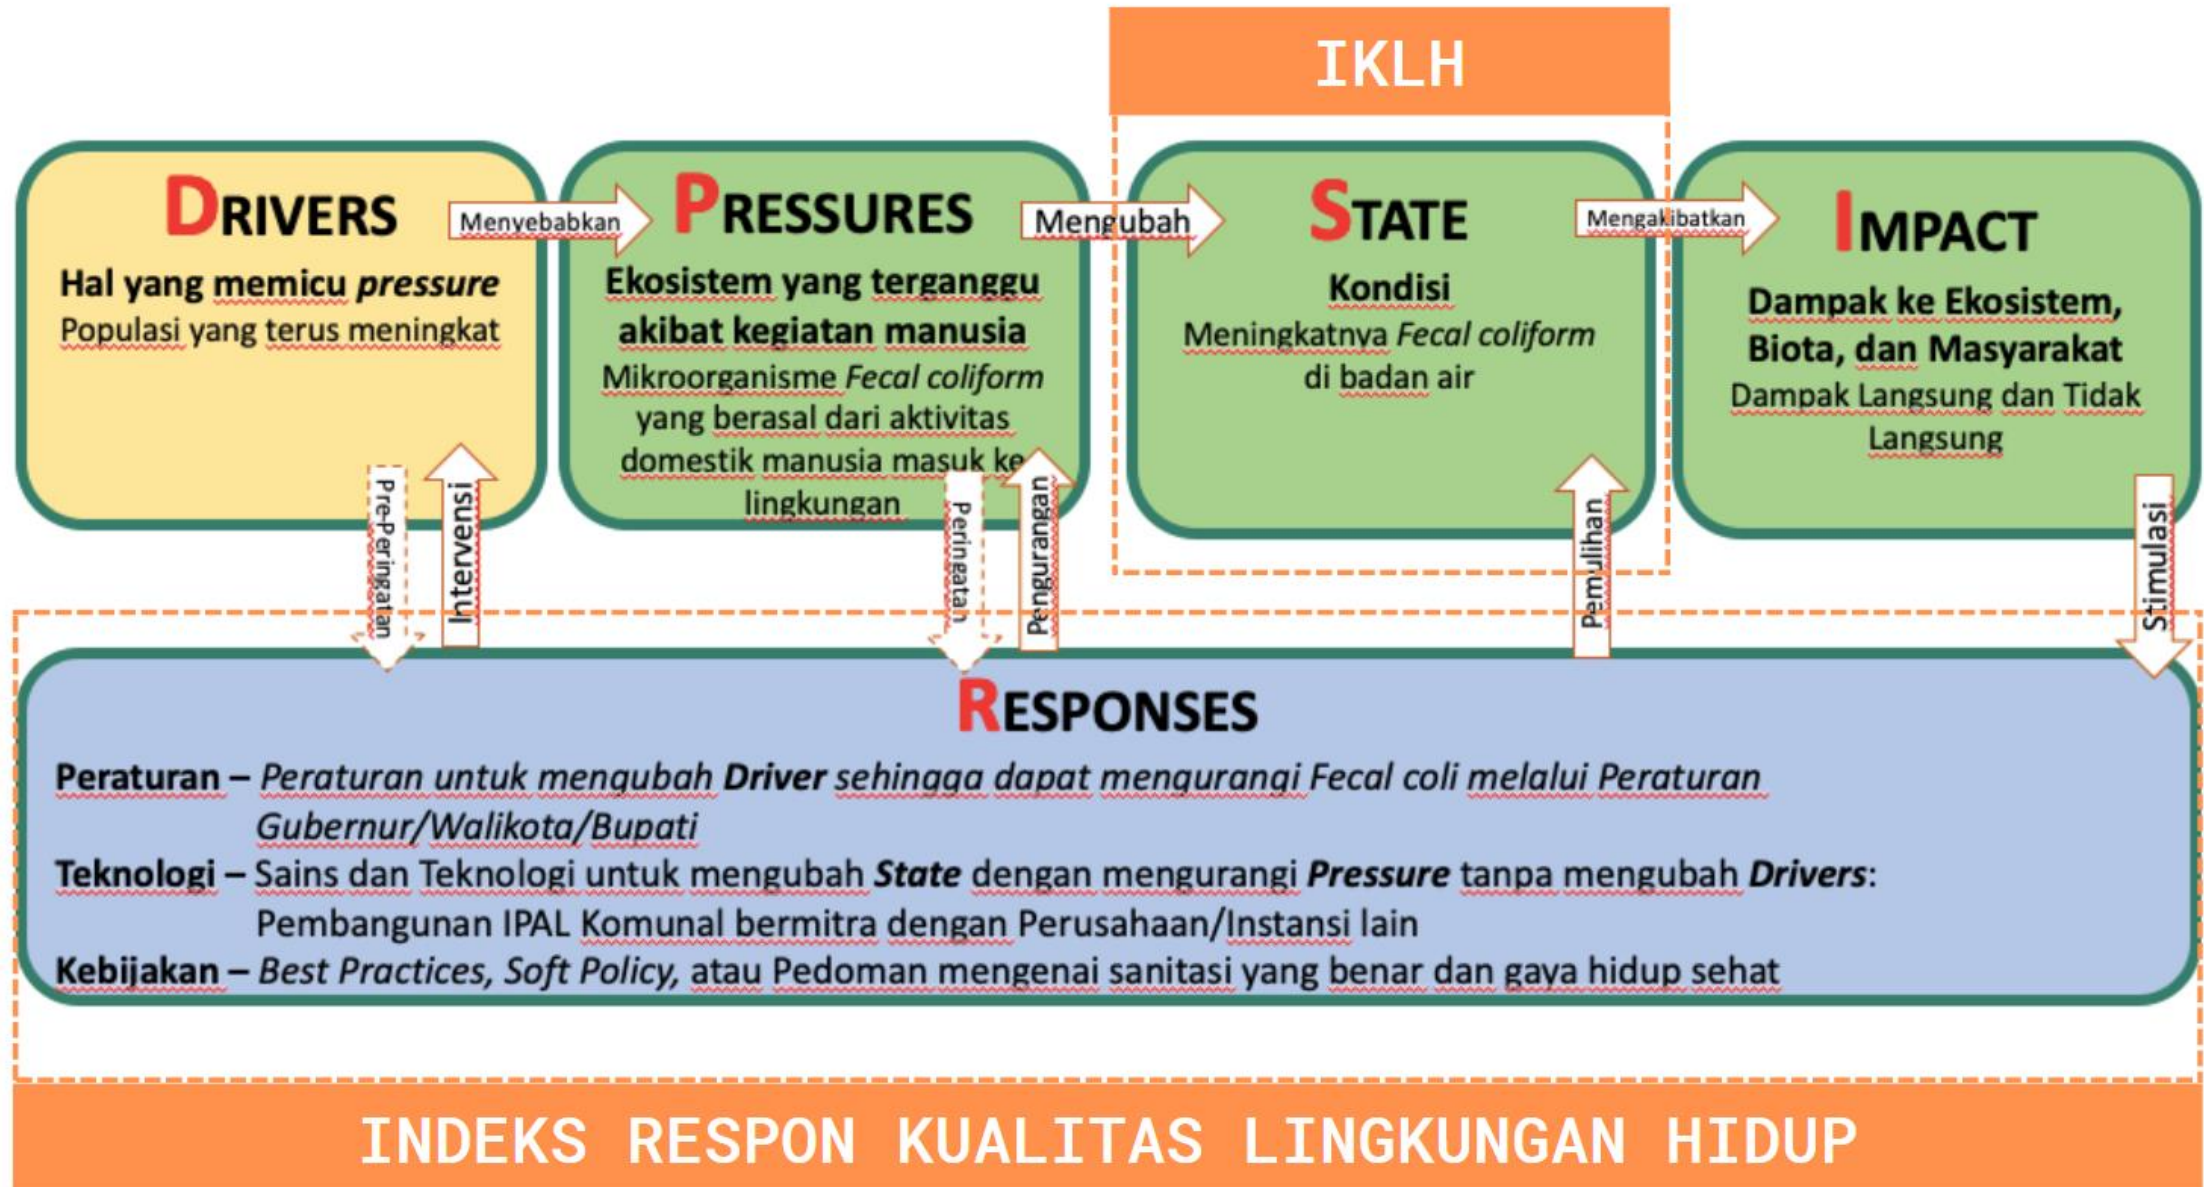 IKLH
DRIVERS
Hal yang memicu pressure
Populasi yang terus meningkat
Menyebabkan
PRESSURES
Ekosistem yang terganggu
akibat kegiatan manusia
Mikroorganisme Fecal coliform
yang berasal dari aktivitas
domestik manusia masuk ke
lingkungan
Mengubah
STATE
Kondisi
Meningkatnya Fecal coliform
di badan air
Mengakibatkan
IMPACT
Dampak ke Ekosistem,
Biota, dan Masyarakat
Dampak Langsung dan Tidak
Langsung
Pre-Peringatan
Intervensi
Peringatan
Pengurangan
Pemulihan
Stimulasi
RESPONSES
Peraturan – Peraturan untuk mengubah Driver sehingga dapat mengurangi Fecal coli melalui Peraturan
Gubernur/Walikota/Bupati
Teknologi – Sains dan Teknologi untuk mengubah State dengan mengurangi Pressure tanpa mengubah Drivers:
Pembangunan IPAL Komunal bermitra dengan Perusahaan/Instansi lain
Kebijakan – Best Practices, Soft Policy, atau Pedoman mengenai sanitasi yang benar dan gaya hidup sehat
INDEKS RESPON KUALITAS LINGKUNGAN HIDUP